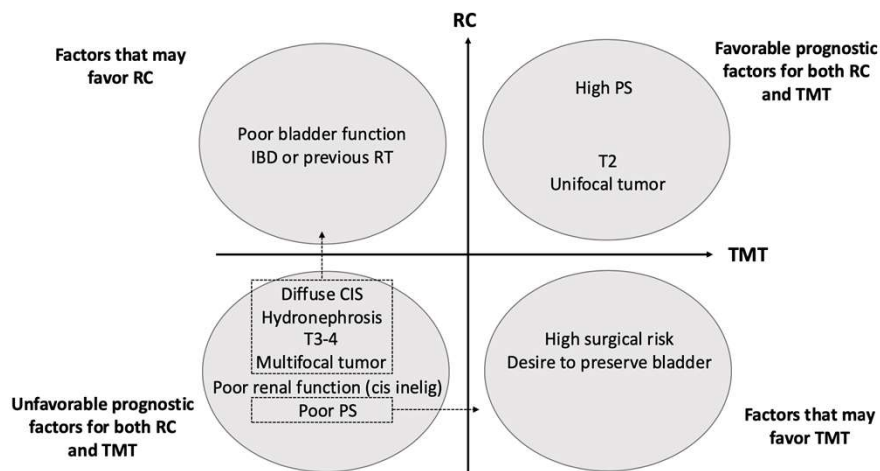 RC
Factors that may
favor RC
Favorable prognostic
factors for both RC
and TMT
Poor bladder function
IBD or previous RT
High PS
T2
Unifocal tumor
TMT
Diffuse CIS
Hydronephrosis
T3-4
Multifocal tumor
Poor renal function (cis inelig)
Poor PS
High surgical risk
Desire to preserve bladder
Unfavorable prognostic
factors for both RC
and TMT
Factors that may
favor TMT